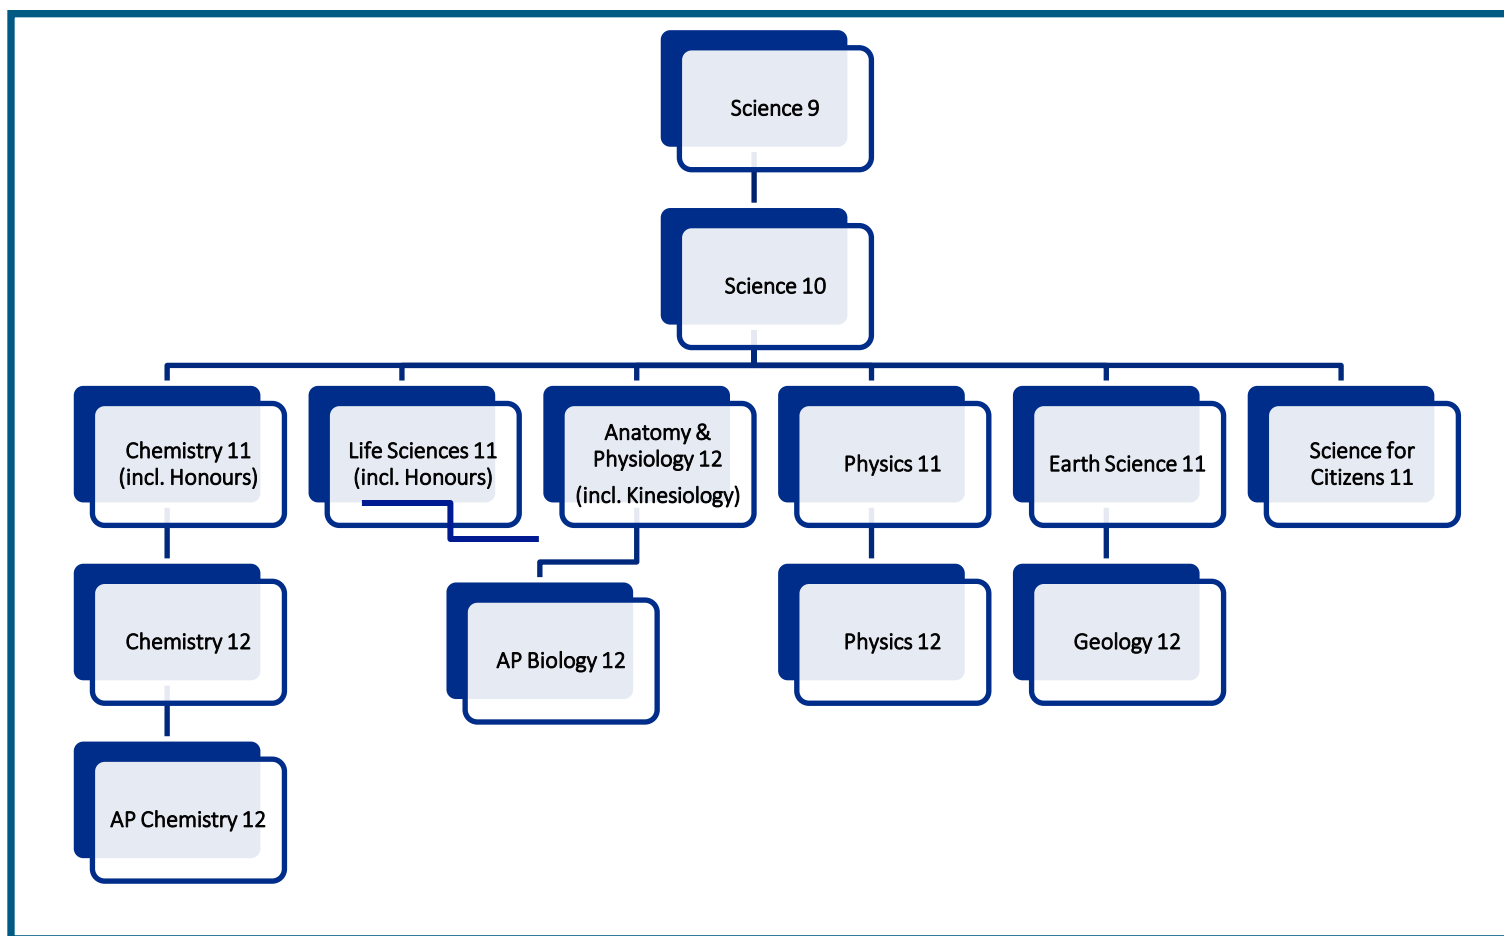 Science 9
Science 10
Chemistry 11
(incl. Honours)
Life Sciences 11
(incl. Honours)
Anatomy &
Physiology 12
(incl. Kinesiology)
Physics 11
Earth Science 11
Science for
Citizens 11
Chemistry 12
AP Biology 12
Physics 12
Geology 12
AP Chemistry 12